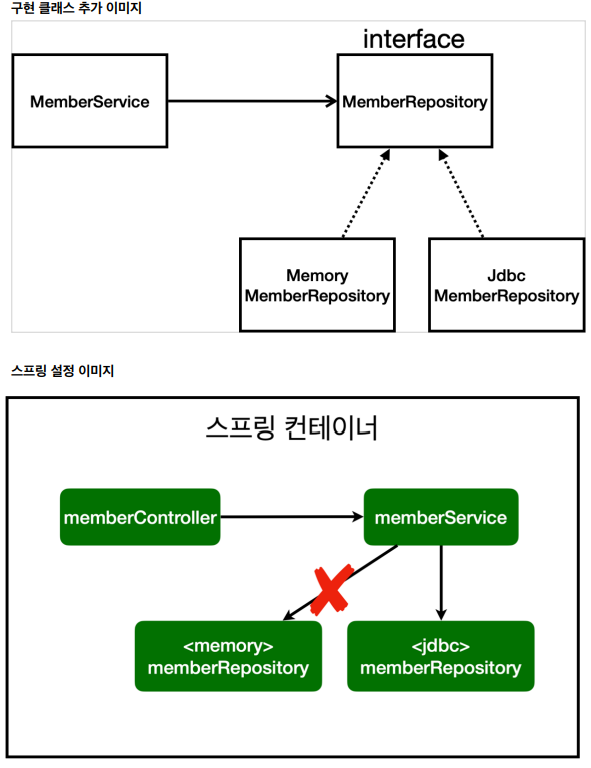 구현 클래스 추가 이미지
interface
MemberService
MemberRepository
Memory
MemberRepository
Jdbc
MemberRepository
스프링 설정 이미지
스프링 컨테이너
memberController
memberService
<memory>
memberRepository
<jdbc>
memberRepository